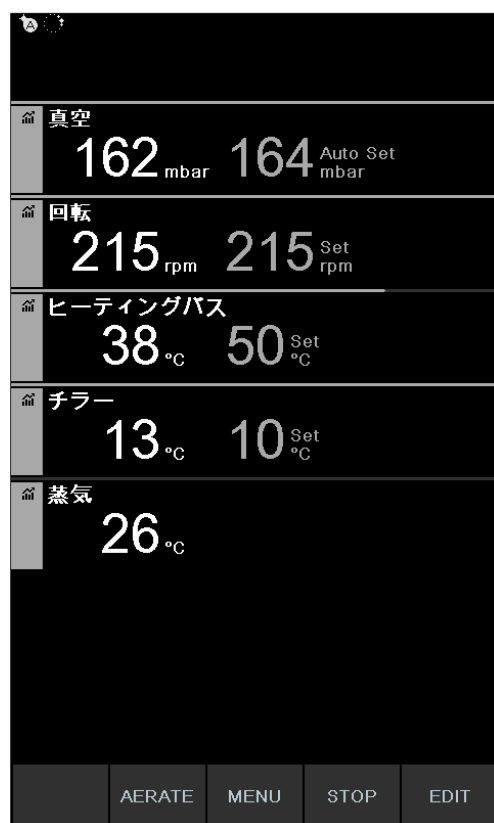 A
真空
162 mbar 164 Auto Set mbar
回転
215 rpm 215 Set rpm
ヒーティングバス
38 °C 50 Set °C
チラー
13 °C 10 Set °C
蒸気
26 °C
AERATE MENU STOP EDIT